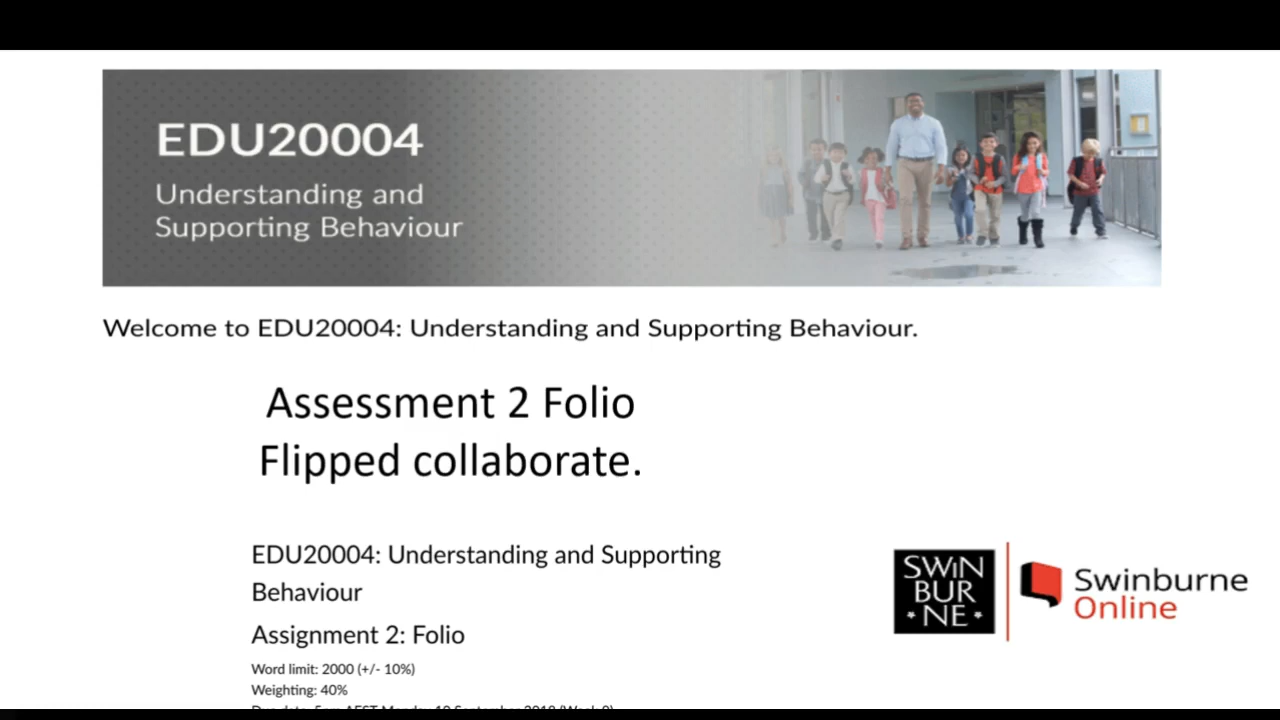 EDU20004
Understanding and
Supporting Behaviour
Welcome to EDU20004: Understanding and Supporting Behaviour.
Assessment 2 Folio
Flipped collaborate.
EDU20004: Understanding and Supporting
Behaviour
Assignment 2: Folio
Word limit: 2000 (+/- 10%)
Weighting: 40%
SWIN
BUR
NE
Swinburne
Online